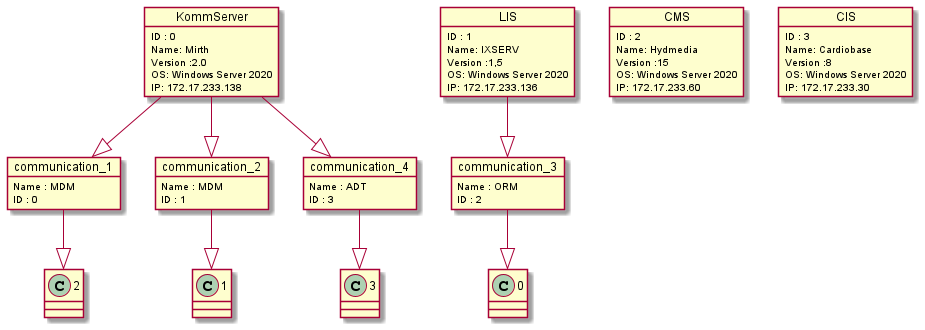 KommServer
ID : 0
Name: Mirth
Version :2.0
OS: Windows Server 2020
IP: 172.17.233.138
LIS
ID : 1
Name: IXSERV
Version :1,5
OS: Windows Server 2020
IP: 172.17.233.136
CMS
ID : 2
Name: Hydmedia
Version :15
OS: Windows Server 2020
IP: 172.17.233.60
CIS
ID : 3
Name: Cardiobase
Version :8
OS: Windows Server 2020
IP: 172.17.233.30
communication_1
Name : MDM
ID : 0
communication_2
Name : MDM
ID : 1
communication_4
Name : ADT
ID : 3
communication_3
Name : ORM
ID : 2
C 2
C 1
C 3
C 0